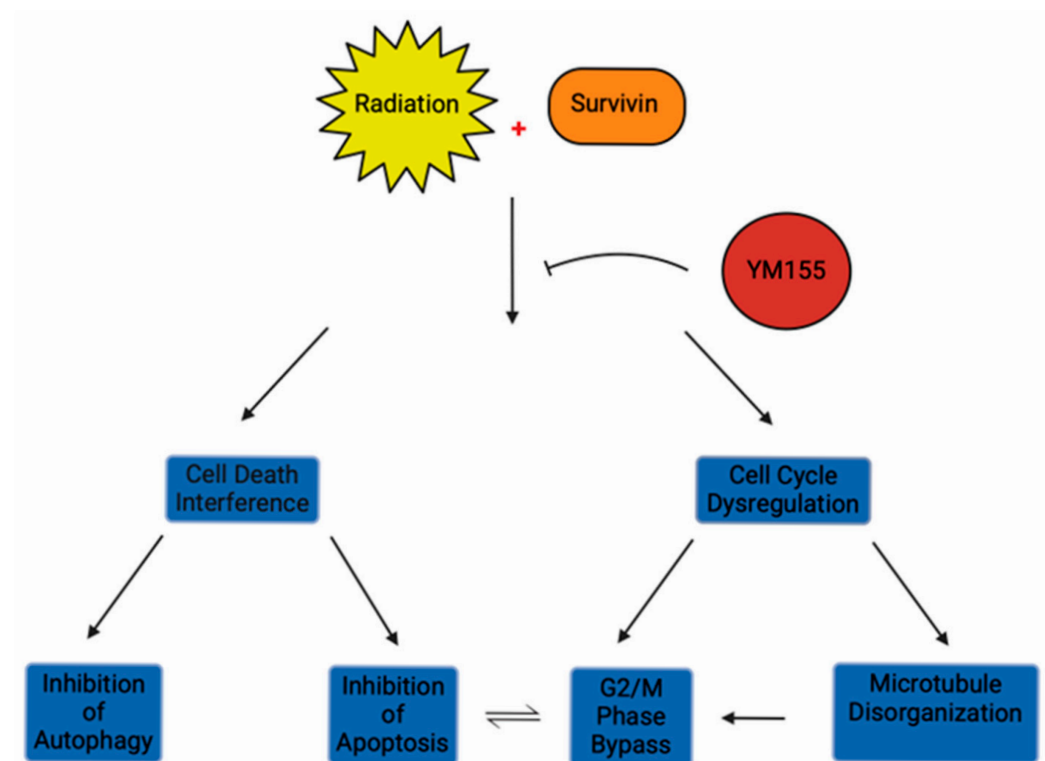 Radiation
+
Survivin
YM155
Cell Death
Interference
Cell Cycle
Dysregulation
Inhibition
of
Autophagy
Inhibition
of
Apoptosis
G2/M
Phase
Bypass
Microtubule
Disorganization